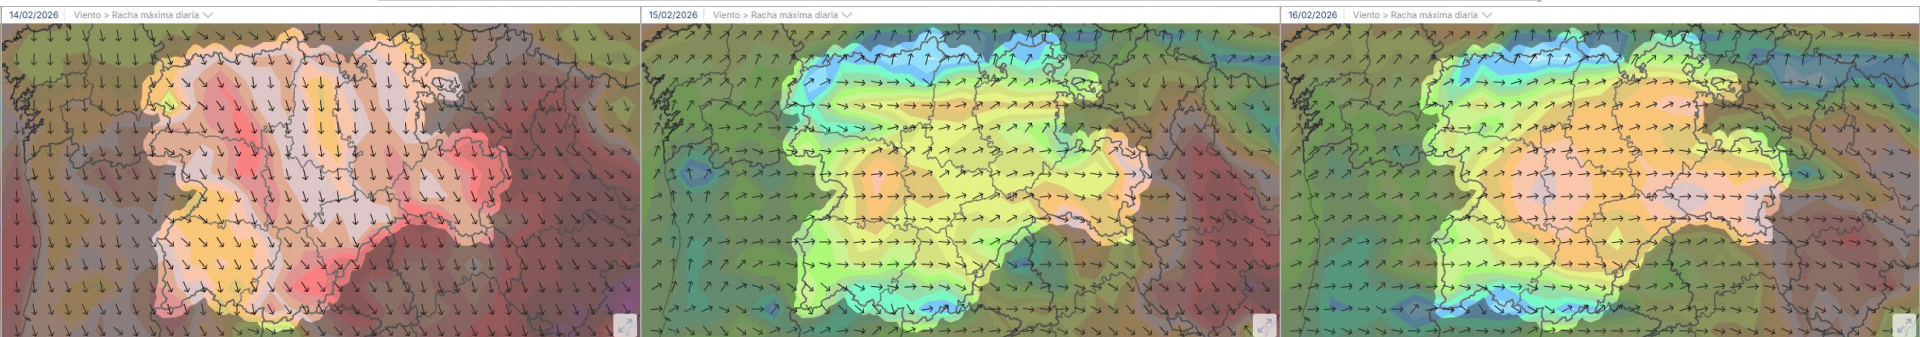 14/02/2026 Viento > Racha máxima diaria
15/02/2026 Viento > Racha máxima diaria
16/02/2026 Viento > Racha máxima diaria